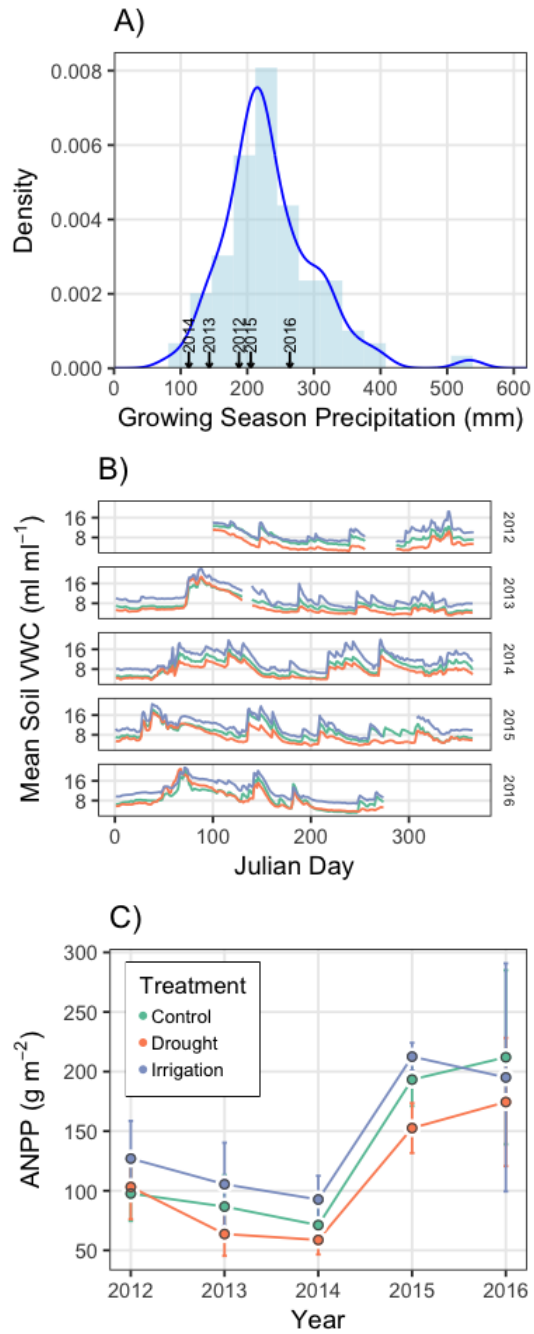 A)
Density
0.008
0.006
0.004
0.002
0.000
2014
2013
2012
2015
2016
0 100 200 300 400 500 600
Growing Season Precipitation (mm)
B)
Mean Soil VWC (ml ml⁻¹)
16
8
2012
16
8
2013
16
8
2014
16
8
2015
16
8
2016
0 100 200 300
Julian Day
C)
ANPP (g m⁻²)
300
250
200
150
100
50
Treatment
Control
Drought
Irrigation
2012 2013 2014 2015 2016
Year